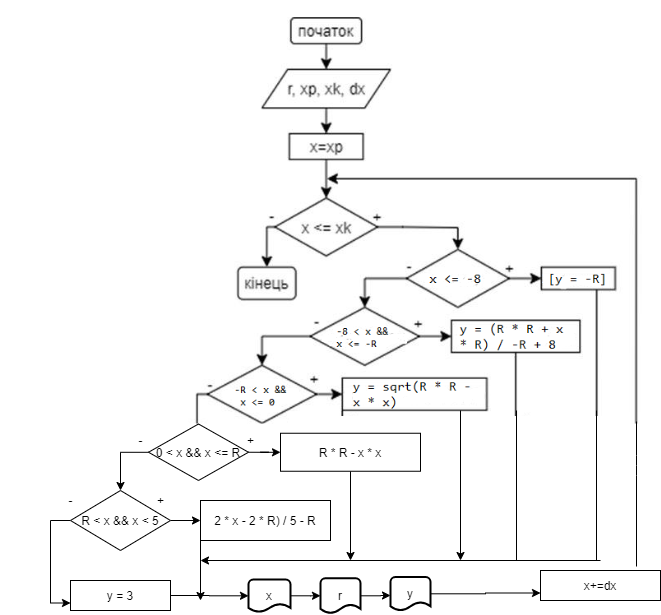 початок
r, xp, xk, dx
x=xp
- +
x <= xk
кінець
- +
x <= -8
[y = -R]
- +
-8 < x &&
x <= -R
y = (R * R + x
* R) / -R + 8
- +
-R < x &&
x <= 0
y = sqrt(R * R -
x * x)
- +
0 < x && x <= R
R * R - x * x
- +
R < x && x < 5
2 * x - 2 * R) / 5 - R
y = 3
x
r
y
x+=dx